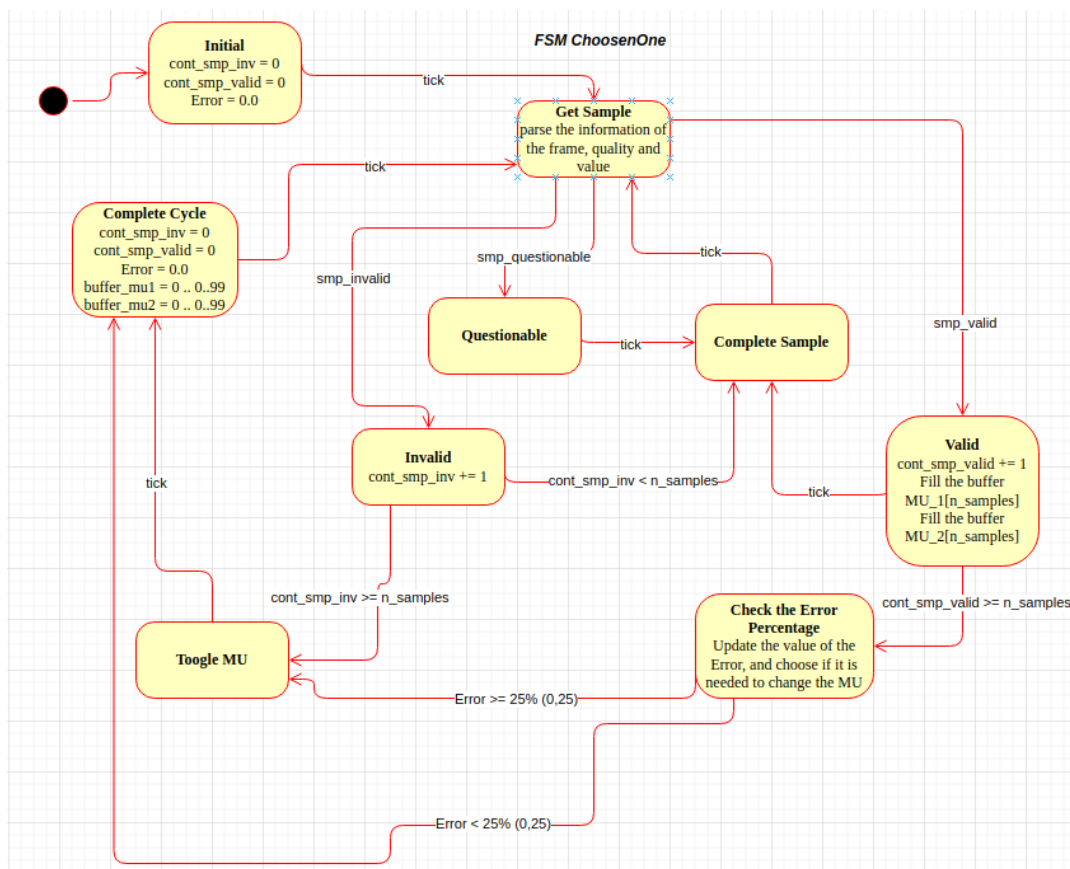 FSM ChoosenOne
Initial
cont_smp_inv = 0
cont_smp_valid = 0
Error = 0.0
tick
Get Sample
parse the information of
the frame, quality and
value
tick
Complete Cycle
cont_smp_inv = 0
cont_smp_valid = 0
Error = 0.0
buffer_mu1 = 0 .. 0..99
buffer_mu2 = 0 .. 0..99
smp_invalid
smp_questionable
tick
smp_valid
Questionable
tick
Complete Sample
Invalid
cont_smp_inv += 1
cont_smp_inv < n_samples
tick
Valid
cont_smp_valid += 1
Fill the buffer
MU_1[n_samples]
Fill the buffer
MU_2[n_samples]
tick
cont_smp_inv >= n_samples
cont_smp_valid >= n_samples
Check the Error
Percentage
Update the value of the
Error, and choose if it is
needed to change the MU
Toogle MU
Error >= 25% (0,25)
Error < 25% (0,25)